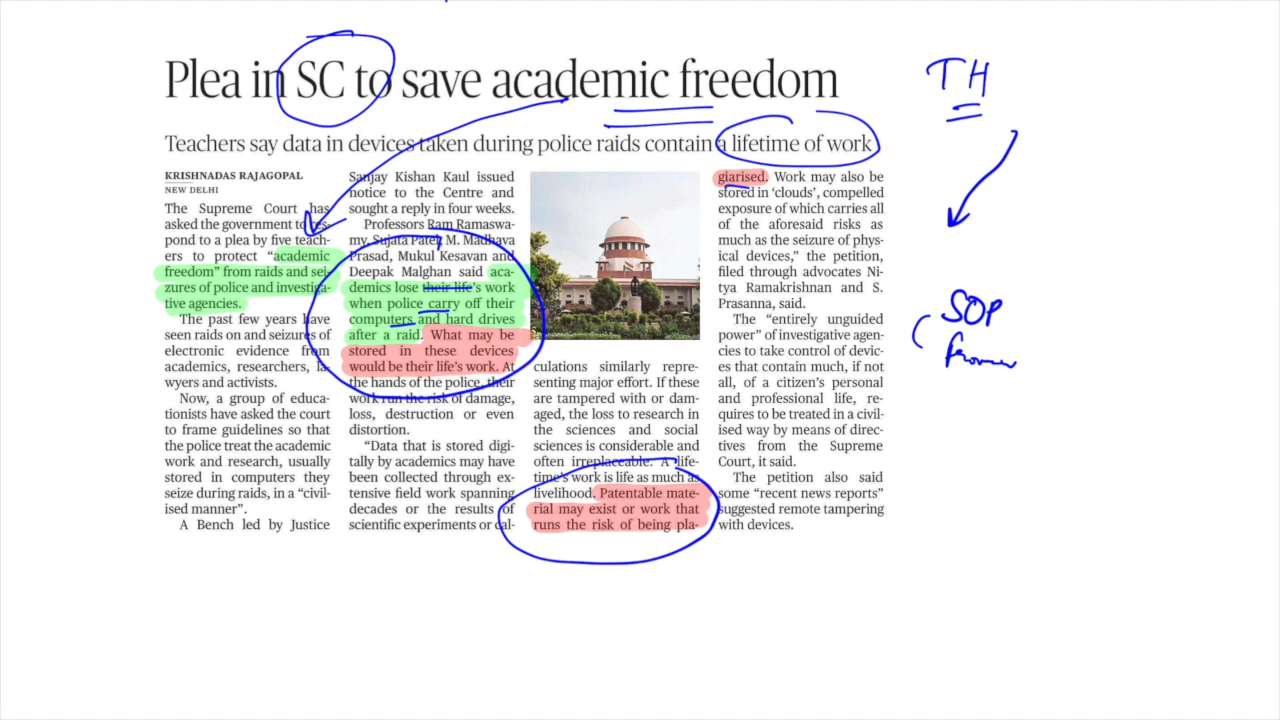 Plea in SC to save academic freedom
TH
Teachers say data in devices taken during police raids contain a lifetime of work
KRISHNADAS RAJAGOPAL
NEW DELHI
The Supreme Court has
asked the government to res-
pond to a plea by five teach-
ers to protect “academic
freedom” from raids and sei-
zures of police and investiga-
tive agencies.
The past few years have
seen raids on and seizures of
electronic evidence from
academics, researchers, la-
wyers and activists.
Now, a group of educa-
tionists have asked the court
to frame guidelines so that
the police treat the academic
work and research, usually
stored in computers they
seize during raids, in a “civil-
ised manner”.
A Bench led by Justice
Sanjay Kishan Kaul issued
notice to the Centre and
sought a reply in four weeks.
Professors Ram Ramaswa-
my, Sujata Patel, M. Madhava
Prasad, Mukul Kesavan and
Deepak Malghan said aca-
demics lose their life’s work
when police carry off their
computers and hard drives
after a raid. What may be
stored in these devices
would be their life’s work. At
the hands of the police, their
work run the risk of damage,
loss, destruction or even
distortion.
“Data that is stored digi-
tally by academics may have
been collected through ex-
tensive field work spanning
decades or the results of
scientific experiments or cal-
culations similarly repre-
senting major effort. If these
are tampered with or dam-
aged, the loss to research in
the sciences and social
sciences is considerable and
often irreplaceable. A life-
time’s work is life as much as
livelihood. Patentable mate-
rial may exist or work that
runs the risk of being pla-
giarised. Work may also be
stored in ‘clouds’, compelled
exposure of which carries all
of the aforesaid risks as
much as the seizure of phys-
ical devices,” the petition,
filed through advocates Ni-
tya Ramakrishnan and S.
Prasanna, said.
The “entirely unguided
power” of investigative agen-
cies to take control of devic-
es that contain much, if not
all, of a citizen’s personal
and professional life, re-
quires to be treated in a civil-
ised way by means of direc-
tives from the Supreme
Court, it said.
The petition also said
some “recent news reports”
suggested remote tampering
with devices.
SOP